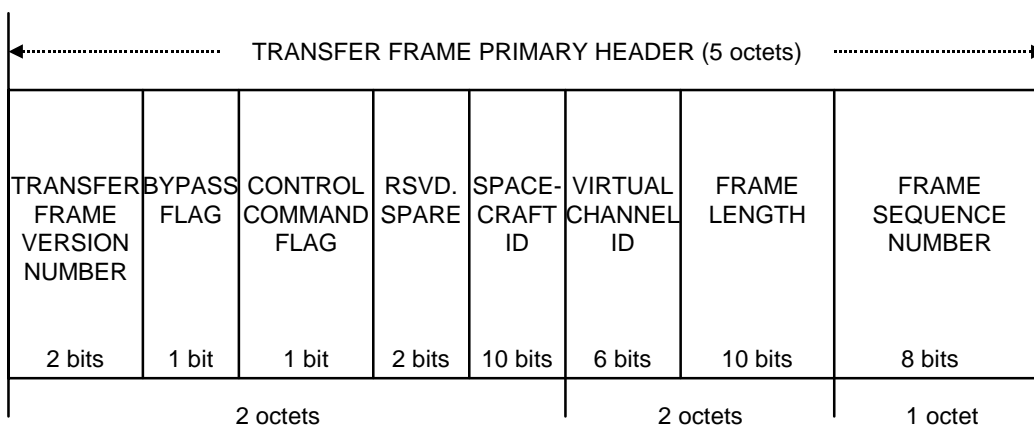 TRANSFER FRAME PRIMARY HEADER (5 octets)
TRANSFER
FRAME
VERSION
NUMBER
BYPASS
FLAG
CONTROL
COMMAND
FLAG
RSVD.
SPARE
SPACE-
CRAFT
ID
VIRTUAL
CHANNEL
ID
FRAME
LENGTH
FRAME
SEQUENCE
NUMBER
2 bits
1 bit
1 bit
2 bits
10 bits
6 bits
10 bits
8 bits
2 octets
2 octets
1 octet